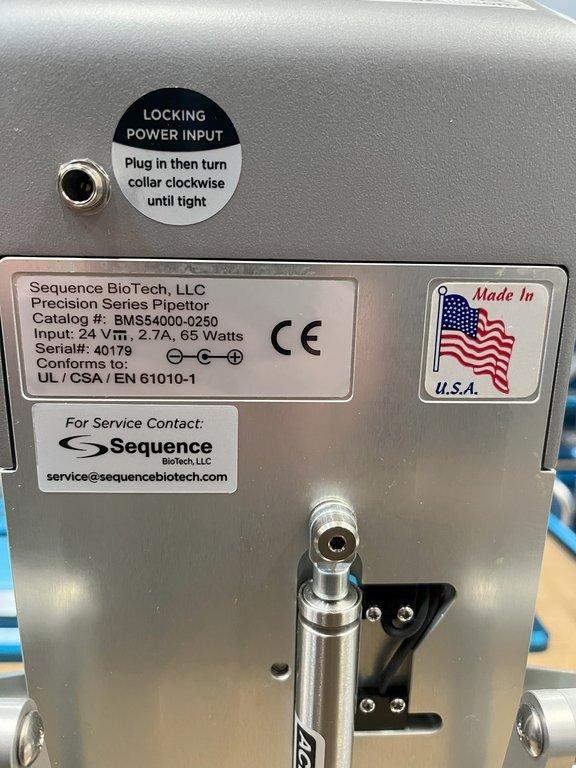 LOCKING
POWER INPUT
Plug in then turn
collar clockwise
until tight
Sequence BioTech, LLC
Precision Series Pipettor
Catalog #: BMS54000-0250
Input: 24 V⎓, 2.7A, 65 Watts
Serial#: 40179
Conforms to:
UL / CSA / EN 61010-1
CE
Made In
U.S.A.
For Service Contact:
Sequence
BioTech, LLC
service@sequencebiotech.com